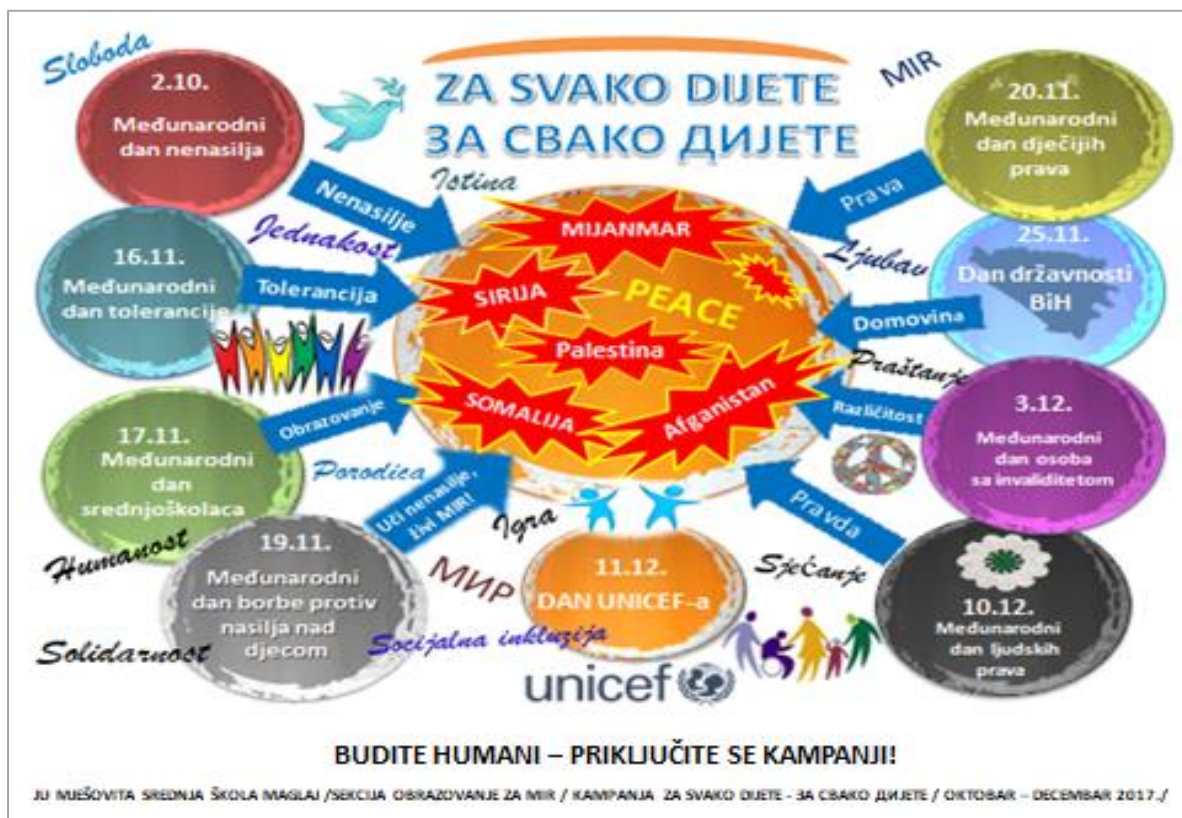 Sloboda
ZA SVAKO DIJETE
ЗА СВАКО ДИЈЕТЕ
MIR
2.10.
Međunarodni
dan nenasilja
Nenasilje
Istina
20.11.
Međunarodni
dan dječijih
prava
Prava
16.11.
Međunarodni
dan tolerancije
Jednakost
Tolerancija
MIJANMAR
SIRIJA
PEACE
Palestina
SOMALIJA
Afganistan
Ljubav
25.11.
Dan državnosti
BiH
Domovina
Praštanje
17.11.
Međunarodni
dan
srednjoškolaca
Obrazovanje
Porodica
Različitost
3.12.
Međunarodni
dan osoba
sa invaliditetom
Humanost
19.11.
Međunarodni
dan borbe protiv
nasilja nad
djecom
Uči nenasilje,
živi MIR!
Igra
МИР
11.12.
DAN UNICEF-a
Sjećanje
Pravda
10.12.
Međunarodni
dan ljudskih
prava
Solidarnost
Socijalna inkluzija
unicef
BUDITE HUMANI – PRIKLJUČITE SE KAMPANJI!
JU MJEŠOVITA SREDNJA ŠKOLA MAGLAJ /SEKCIJA OBRAZOVANJE ZA MIR / KAMPANJA ZA SVAKO DIJETE - ЗА СВАКО ДИЈЕТЕ / OKTOBAR – DECEMBAR 2017./